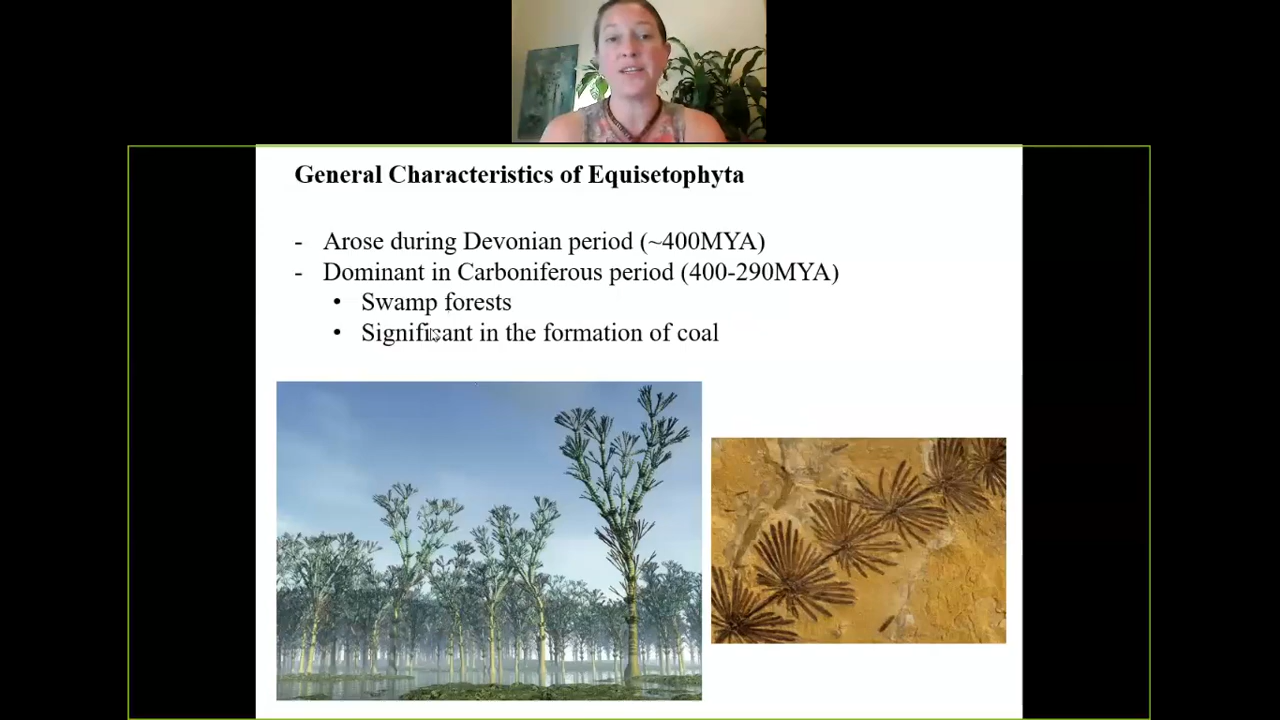 General Characteristics of Equisetophyta
- Arose during Devonian period (~400MYA)
- Dominant in Carboniferous period (400-290MYA)
• Swamp forests
• Significant in the formation of coal